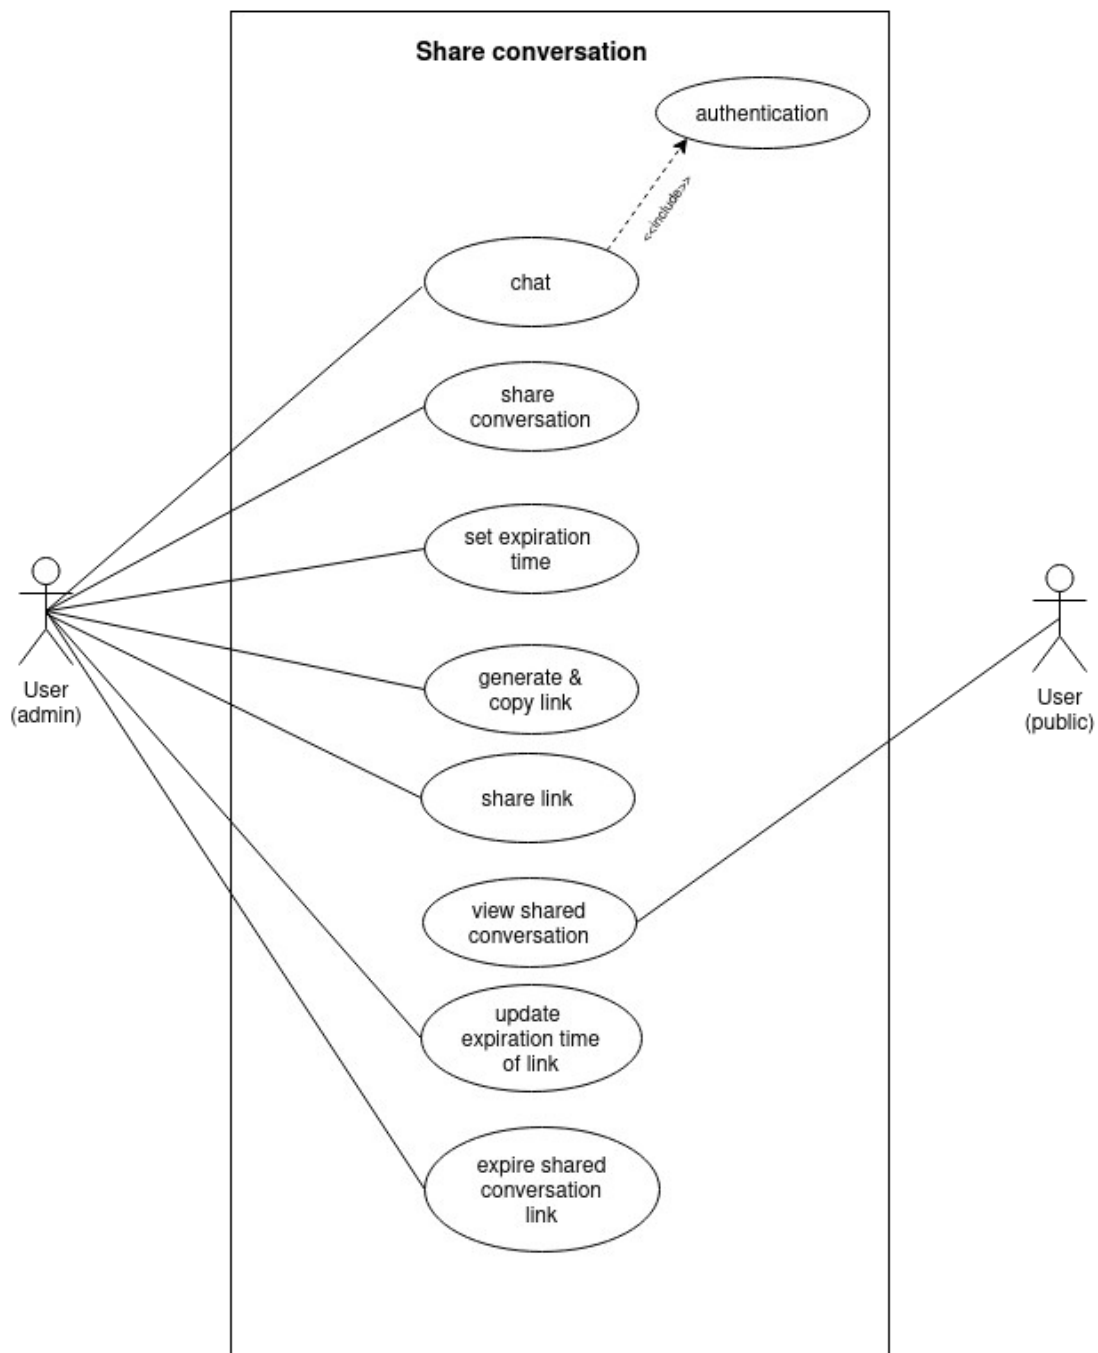 Share conversation
authentication
<<include>>
chat
share
conversation
set expiration
time
User
(admin)
generate &
copy link
User
(public)
share link
view shared
conversation
update
expiration time
of link
expire shared
conversation
link